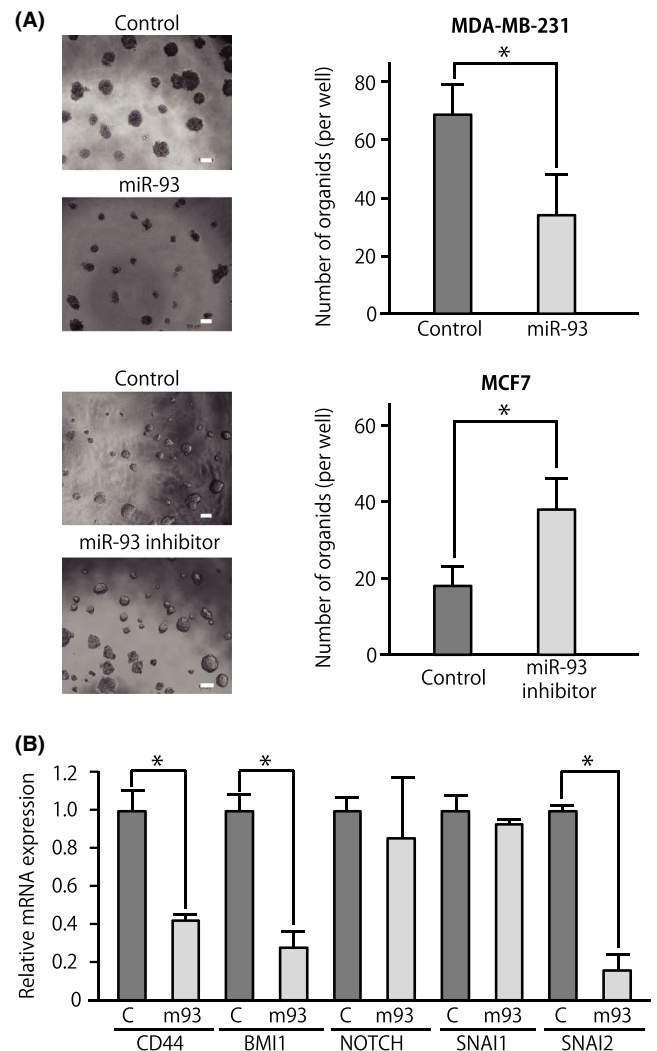 (A)
Control
miR-93
MDA-MB-231
*
Number of organids (per well)
80
60
40
20
0
Control miR-93
Control
miR-93 inhibitor
MCF7
*
Number of organids (per well)
60
40
20
0
Control miR-93
inhibitor
(B)
Relative mRNA expression
1.2
1.0
0.8
0.6
0.4
0.2
0
* * *
C m93 C m93 C m93 C m93 C m93
CD44 BMI1 NOTCH SNAI1 SNAI2